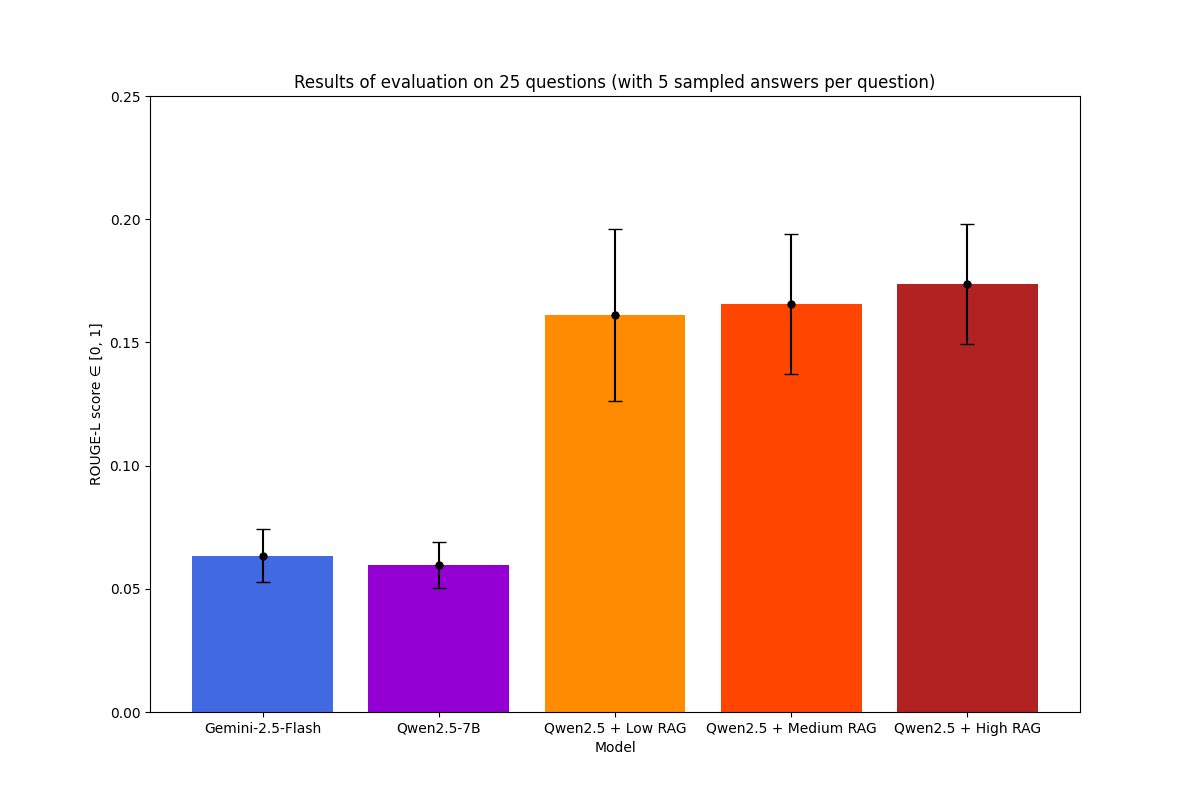 Results of evaluation on 25 questions (with 5 sampled answers per question)
ROUGE-L score ∈ [0, 1]
0.25
0.20
0.15
0.10
0.05
0.00
Gemini-2.5-Flash
Qwen2.5-7B
Qwen2.5 + Low RAG
Qwen2.5 + Medium RAG
Qwen2.5 + High RAG
Model